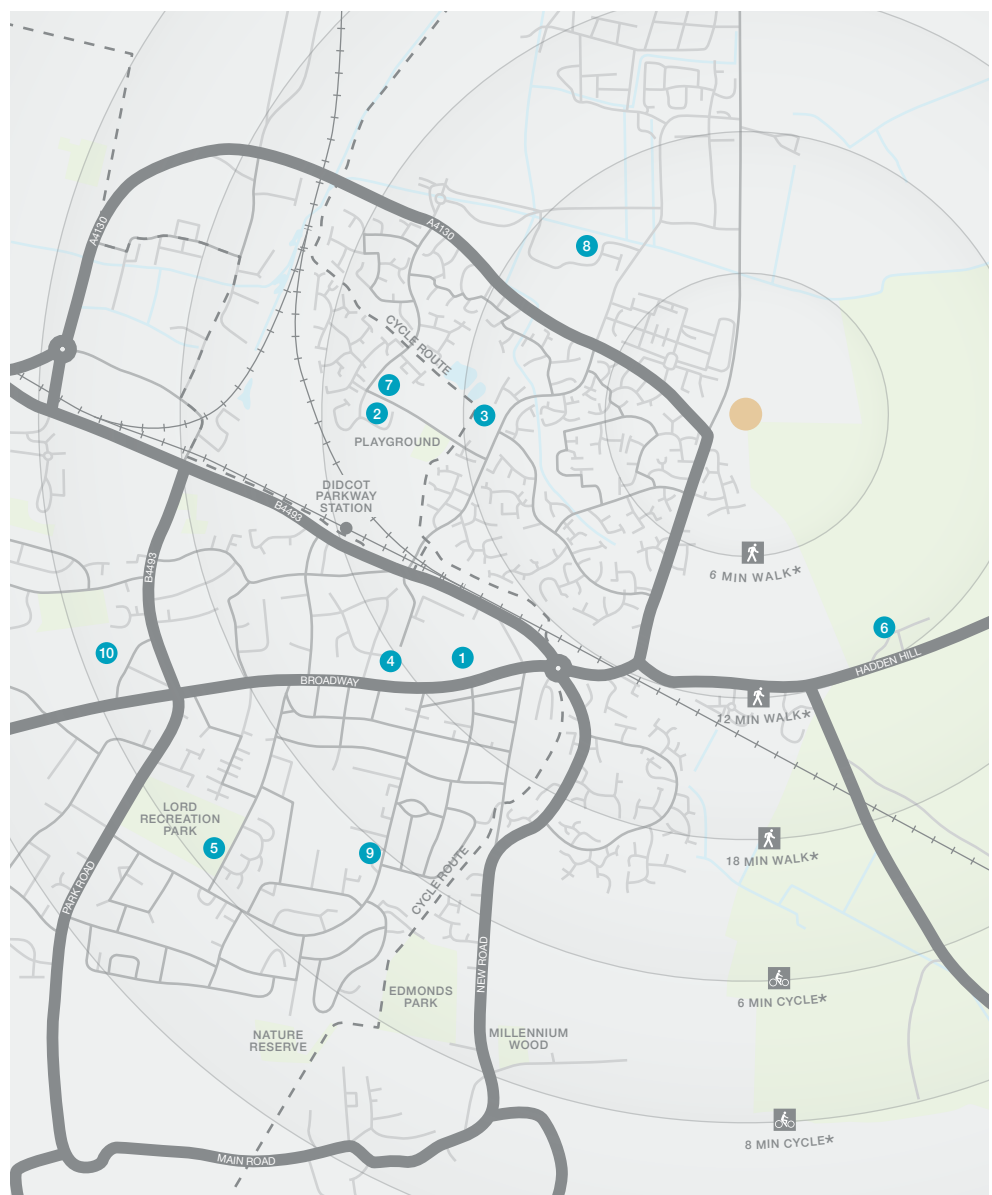 A4130
A4130
8
CYCLE ROUTE
7
2
3
PLAYGROUND
DIDCOT
PARKWAY
STATION
B4493
B4493
6 MIN WALK*
6
10
4
1
HADDEN HILL
BROADWAY
12 MIN WALK*
LORD
RECREATION
PARK
5
9
18 MIN WALK*
CYCLE ROUTE
PARK ROAD
NEW ROAD
EDMONDS
PARK
6 MIN CYCLE*
NATURE
RESERVE
MILLENNIUM
WOOD
8 MIN CYCLE*
MAIN ROAD